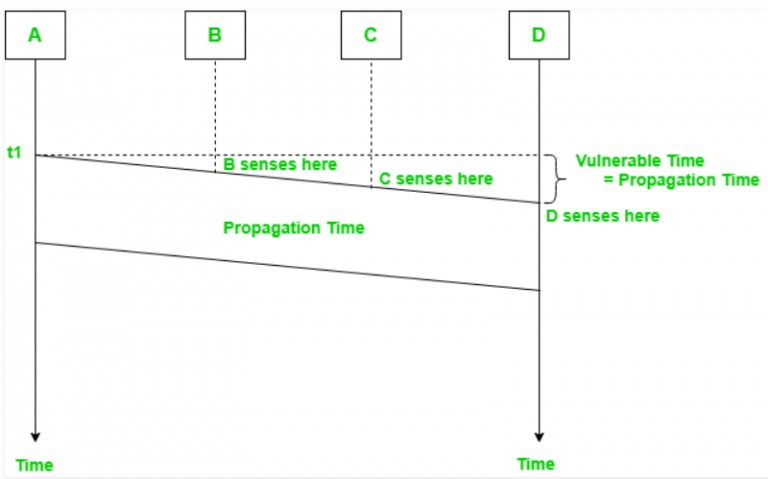 A
B
C
D
t1
B senses here
C senses here
Vulnerable Time
= Propagation Time
D senses here
Propagation Time
Time
Time